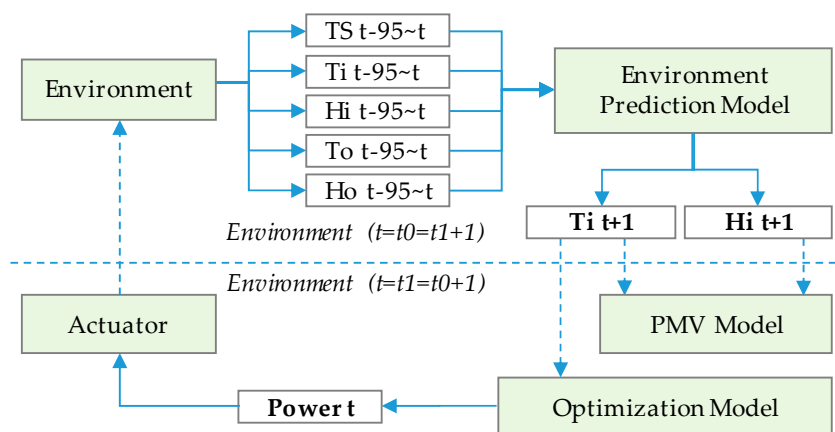 TS t-95~t
Environment
Ti t-95~t
Hi t-95~t
To t-95~t
Ho t-95~t
Environment
Prediction Model
Ti t+1
Hi t+1
Environment (t=t0=t1+1)
Environment (t=t1=t0+1)
Actuator
PMV Model
Power t
Optimization Model